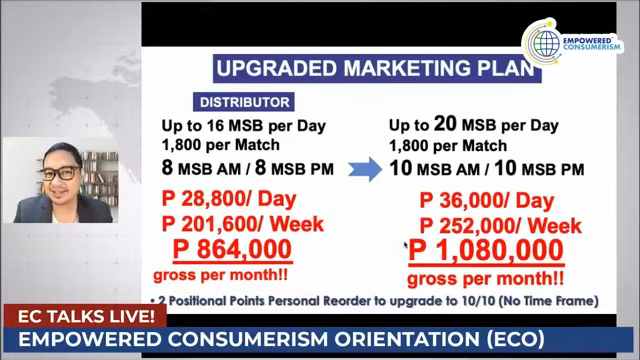 EMPOWERED
CONSUMERISM
UPGRADED MARKETING PLAN
DISTRIBUTOR
Up to 16 MSB per Day
1,800 per Match
8 MSB AM / 8 MSB PM
P 28,800/ Day
P 201,600/ Week
P 864,000
gross per month!!
Up to 20 MSB per Day
1,800 per Match
10 MSB AM / 10 MSB PM
P 36,000/ Day
P 252,000/ Week
P 1,080,000
gross per month!!
• 2 Positional Points Personal Reorder to upgrade to 10/10 (No Time Frame)
EC TALKS LIVE!
EMPOWERED CONSUMERISM ORIENTATION (ECO)